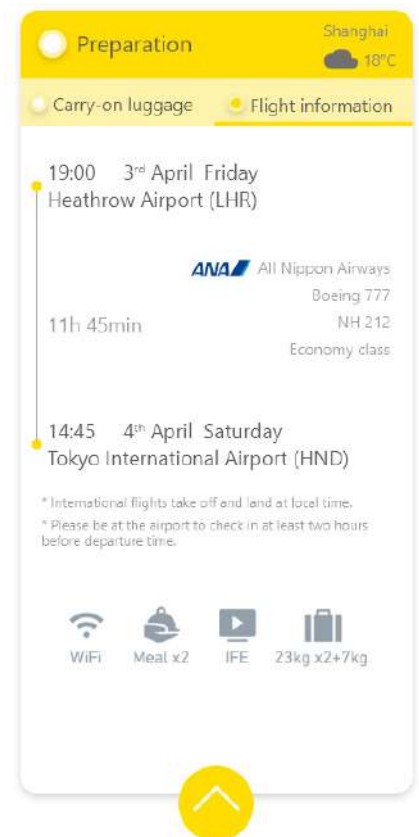 Preparation
Shanghai
18°C
Carry-on luggage
Flight information
19:00 3rd April Friday
Heathrow Airport (LHR)
ANA All Nippon Airways
Boeing 777
11h 45min
NH 212
Economy class
14:45 4th April Saturday
Tokyo International Airport (HND)
* International flights take off and land at local time.
* Please be at the airport to check in at least two hours
before departure time.
WiFi
Meal x2
IFE
23kg x2+7kg